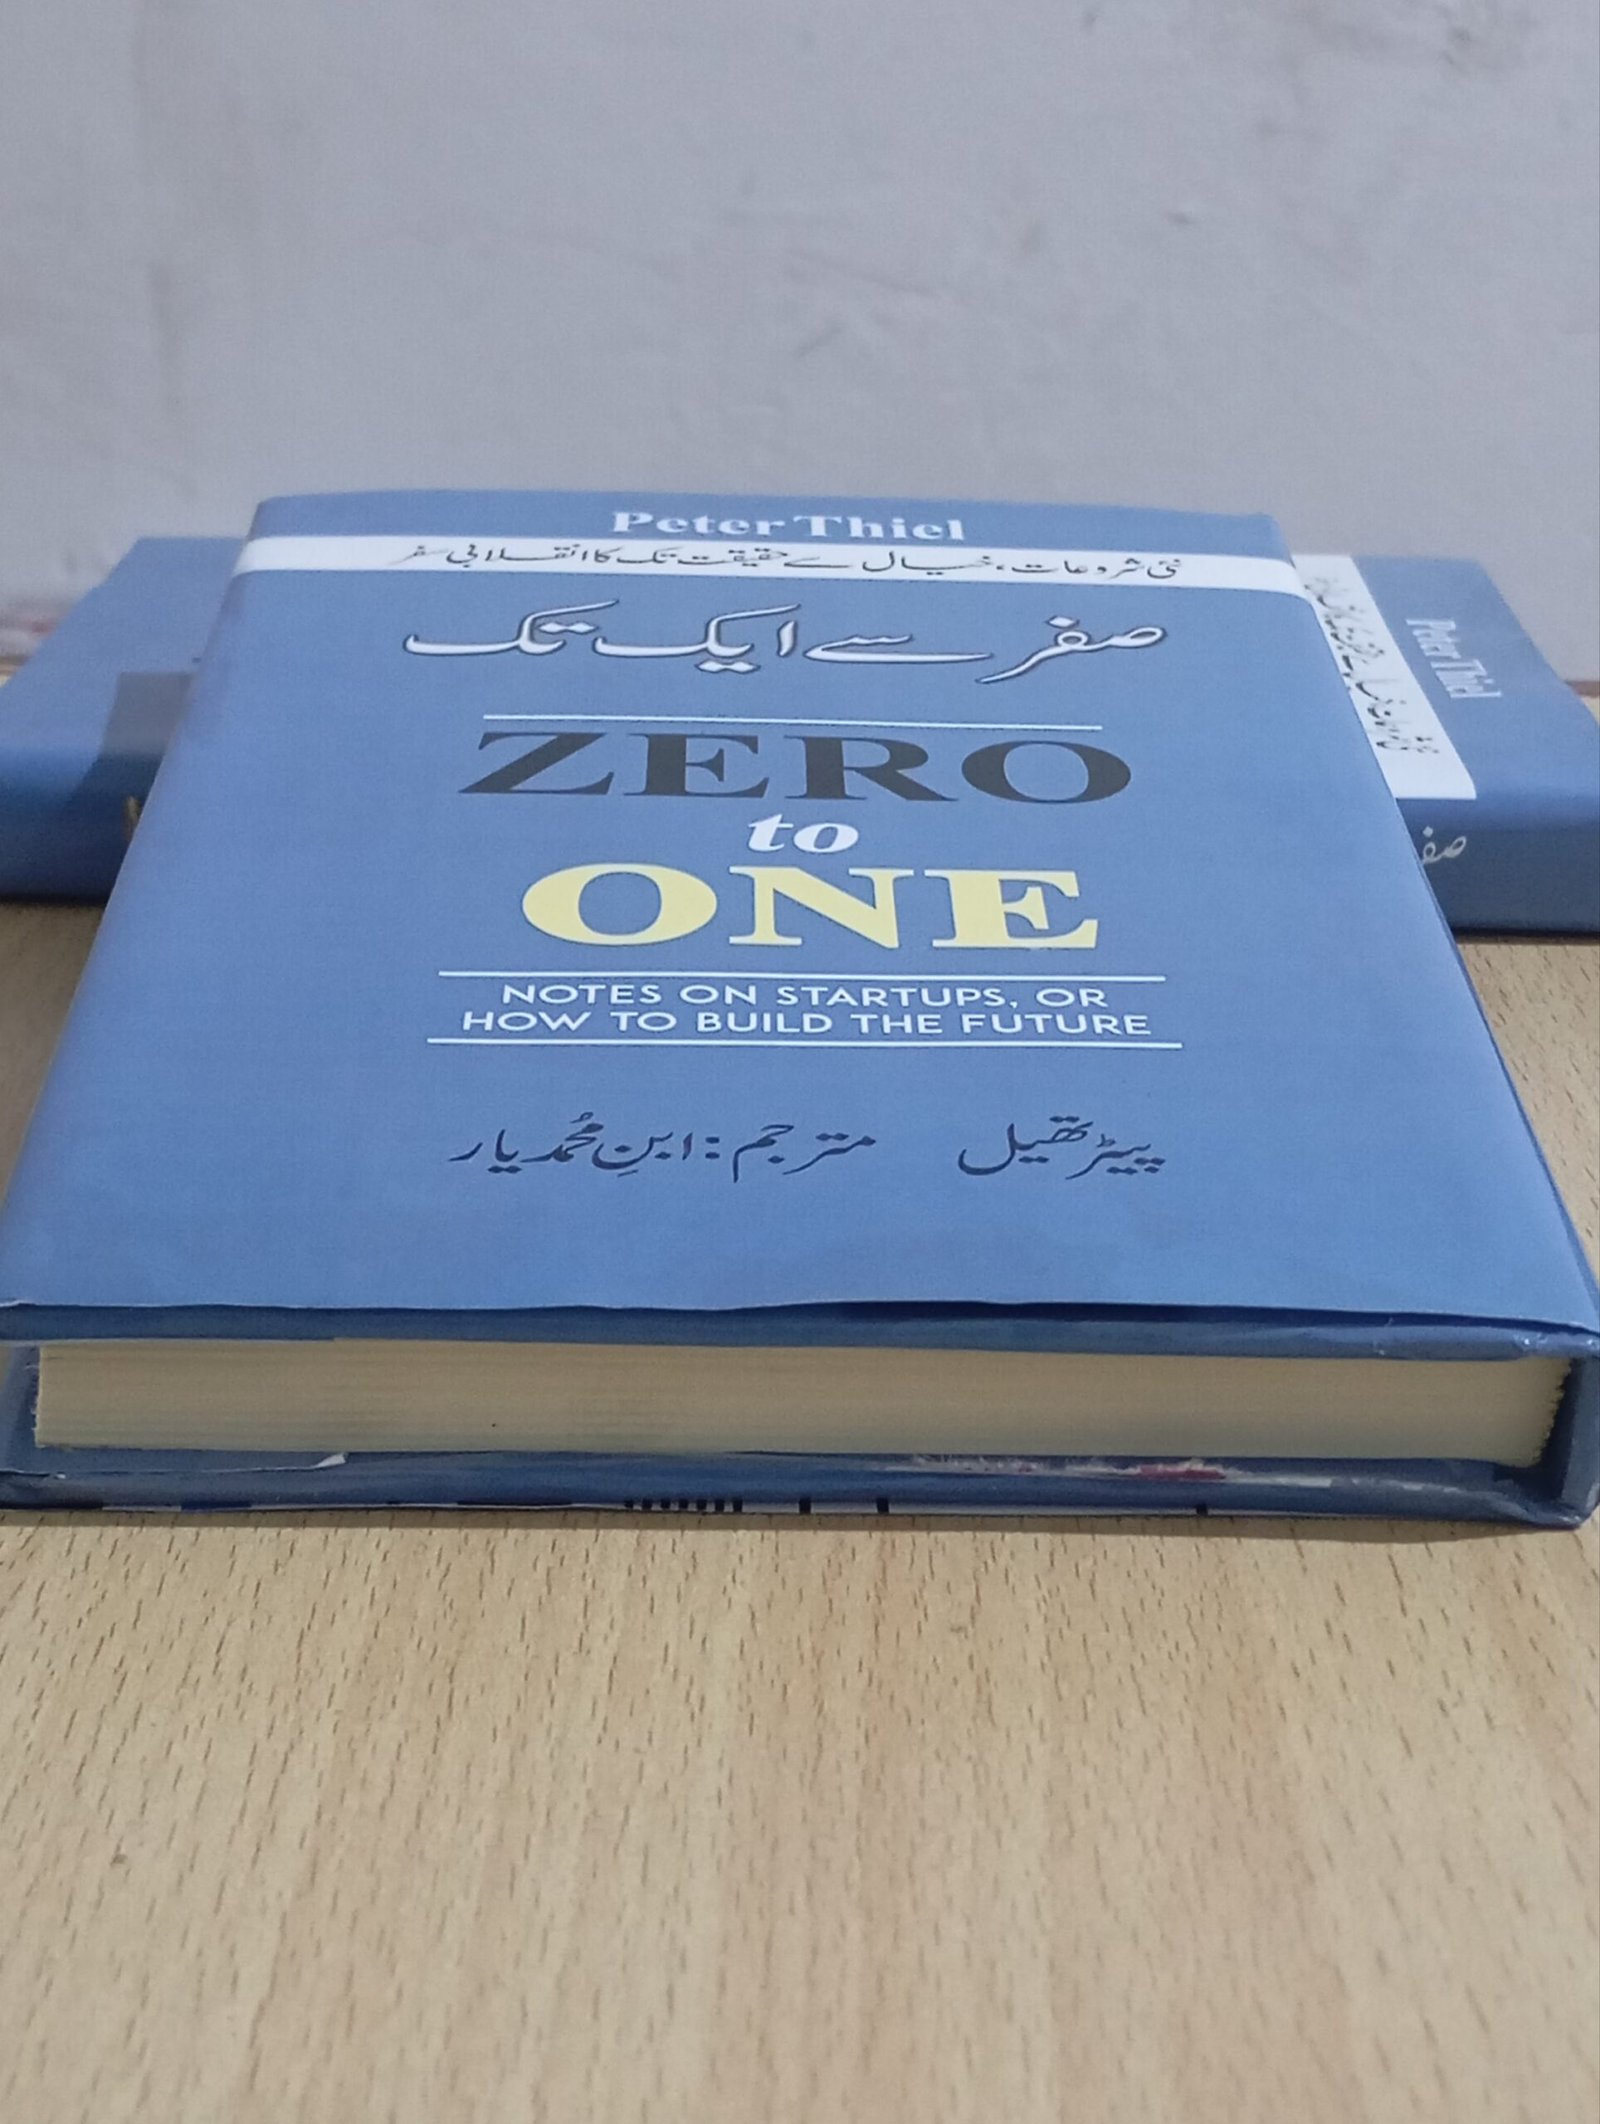 Peter Thiel
نئی شروعات، خیال سے حقیقت تک کا انقلابی سفر
صفر سے ایک تک
ZERO
to
ONE
NOTES ON STARTUPS, OR
HOW TO BUILD THE FUTURE
پیٹر تھیل مترجم: ابنِ محمد یار
Peter Thiel